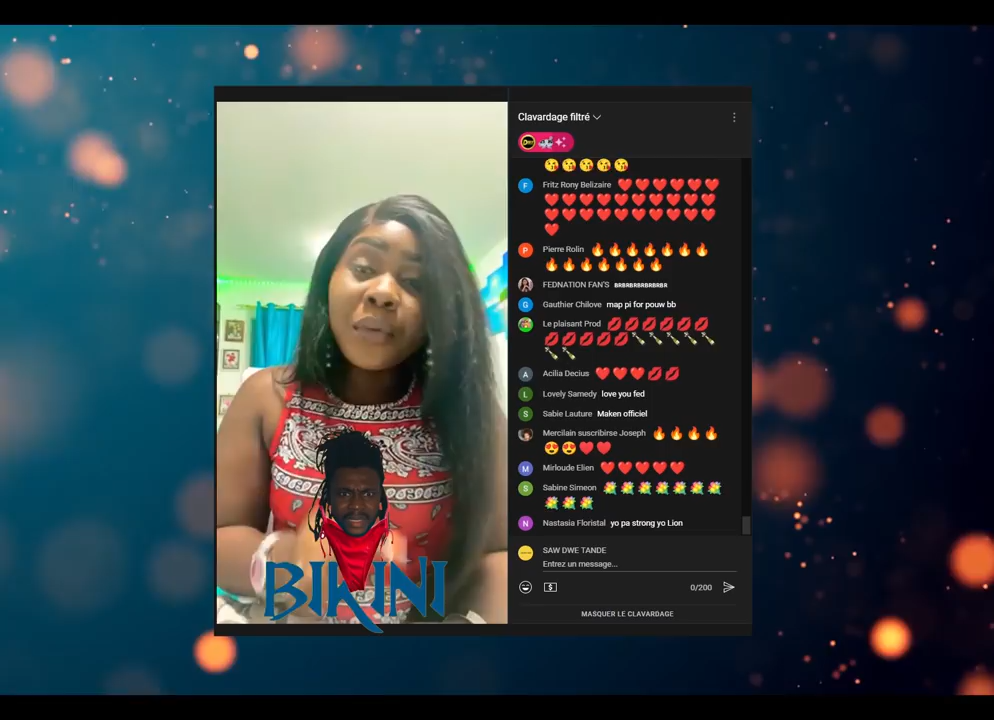 Clavardage filtré
Fritz Rony Belizaire
Pierre Rolin
FEDNATION FAN'S BRBRBRBRBRBRBR
Gauthier Chilove map pi for pouw bb
Le plaisant Prod
Acilia Decius
Lovely Samedy love you fed
Sabie Lauture Maken officiel
Mercilain suscribirse Joseph
Mirloude Elien
Sabine Simeon
Nastasia Floristal yo pa strong yo Lion
SAW DWE TANDE
Entrez un message...
0/200
MASQUER LE CLAVARDAGE
BIKINI
F
P
G
A
L
S
M
S
N